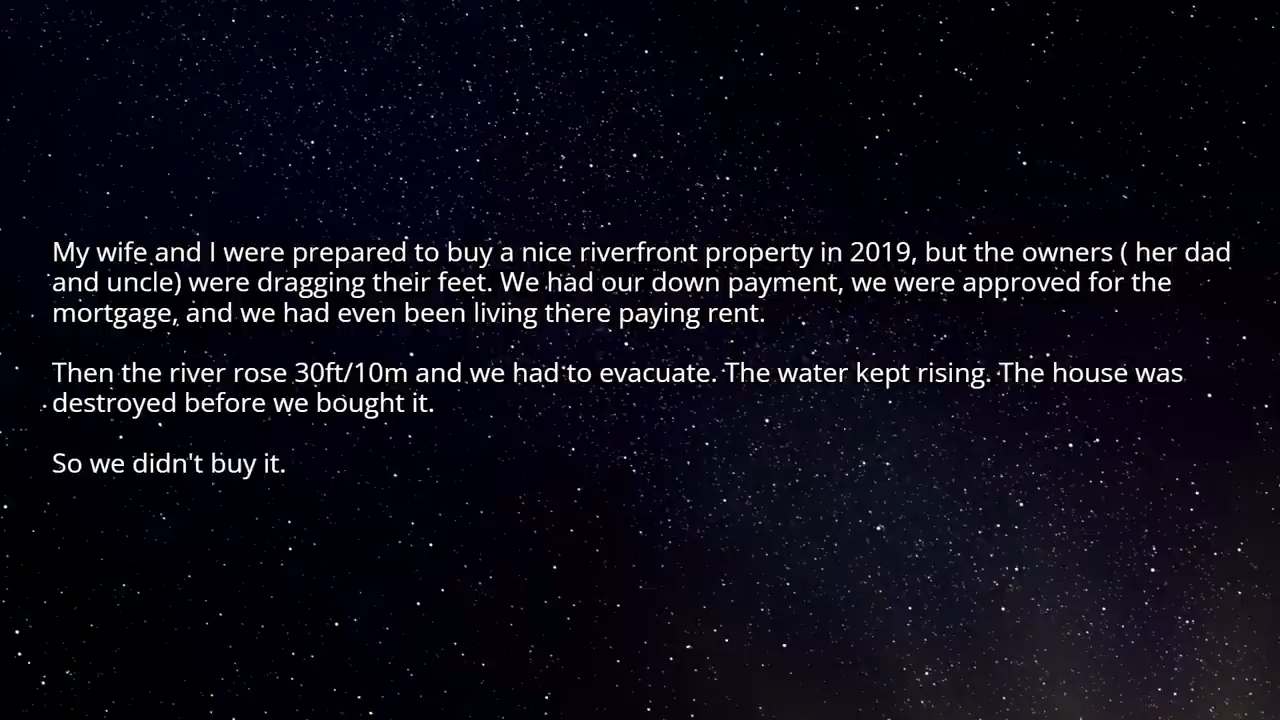 My wife and I were prepared to buy a nice riverfront property in 2019, but the owners ( her dad
and uncle) were dragging their feet. We had our down payment, we were approved for the
mortgage, and we had even been living there paying rent.
Then the river rose 30ft/10m and we had to evacuate. The water kept rising. The house was
destroyed before we bought it.
So we didn't buy it.